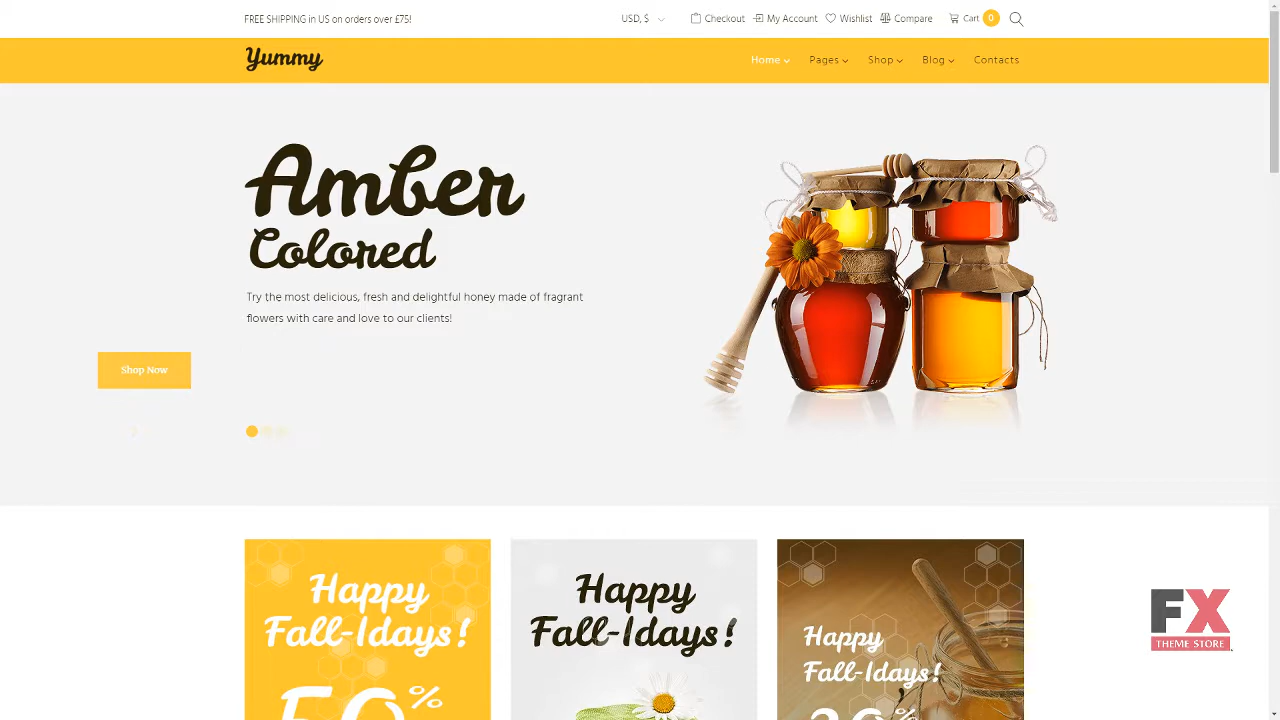 FREE SHIPPING in US on orders over £75!
USD, $ Checkout My Account Wishlist Compare Cart 0
Yummy
Home Pages Shop Blog Contacts
Amber
Colored
Try the most delicious, fresh and delightful honey made of fragrant
flowers with care and love to our clients!
Shop Now
Happy
Fall-Idays!
50%
Happy
Fall-Idays!
Happy
Fall-Idays!
%
FX
THEME STORE